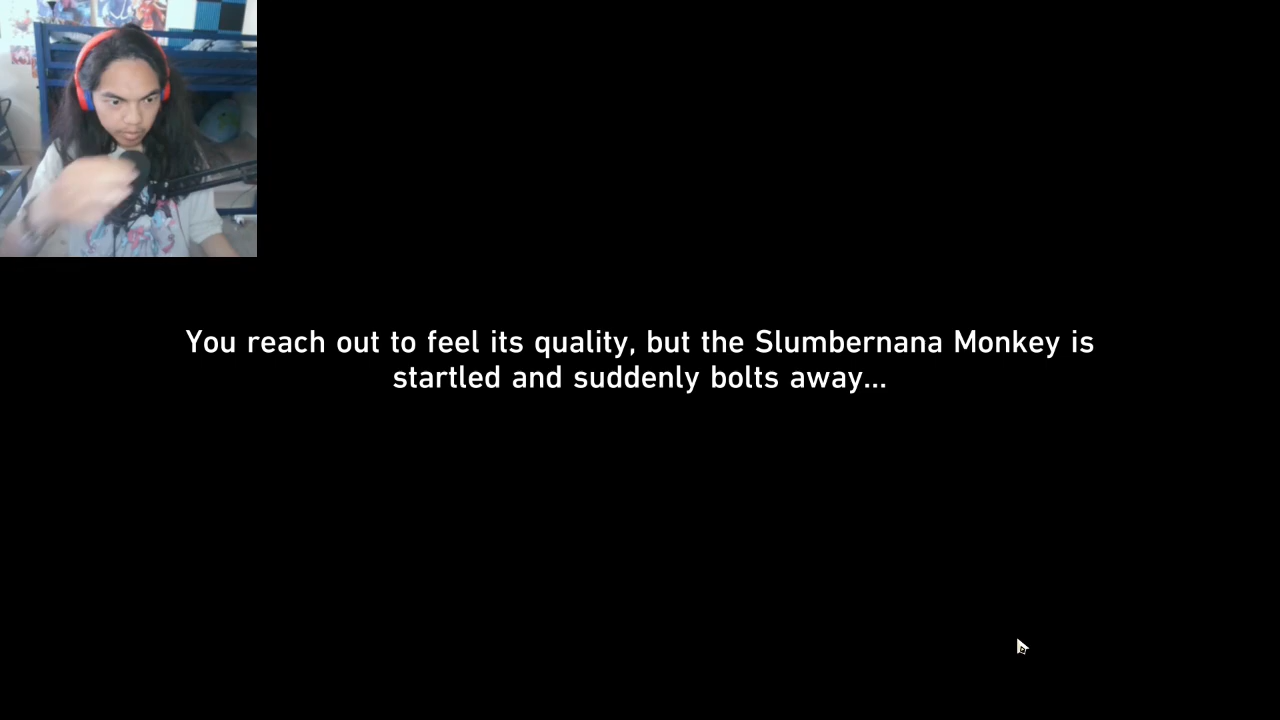 You reach out to feel its quality, but the Slumbernana Monkey is
startled and suddenly bolts away...